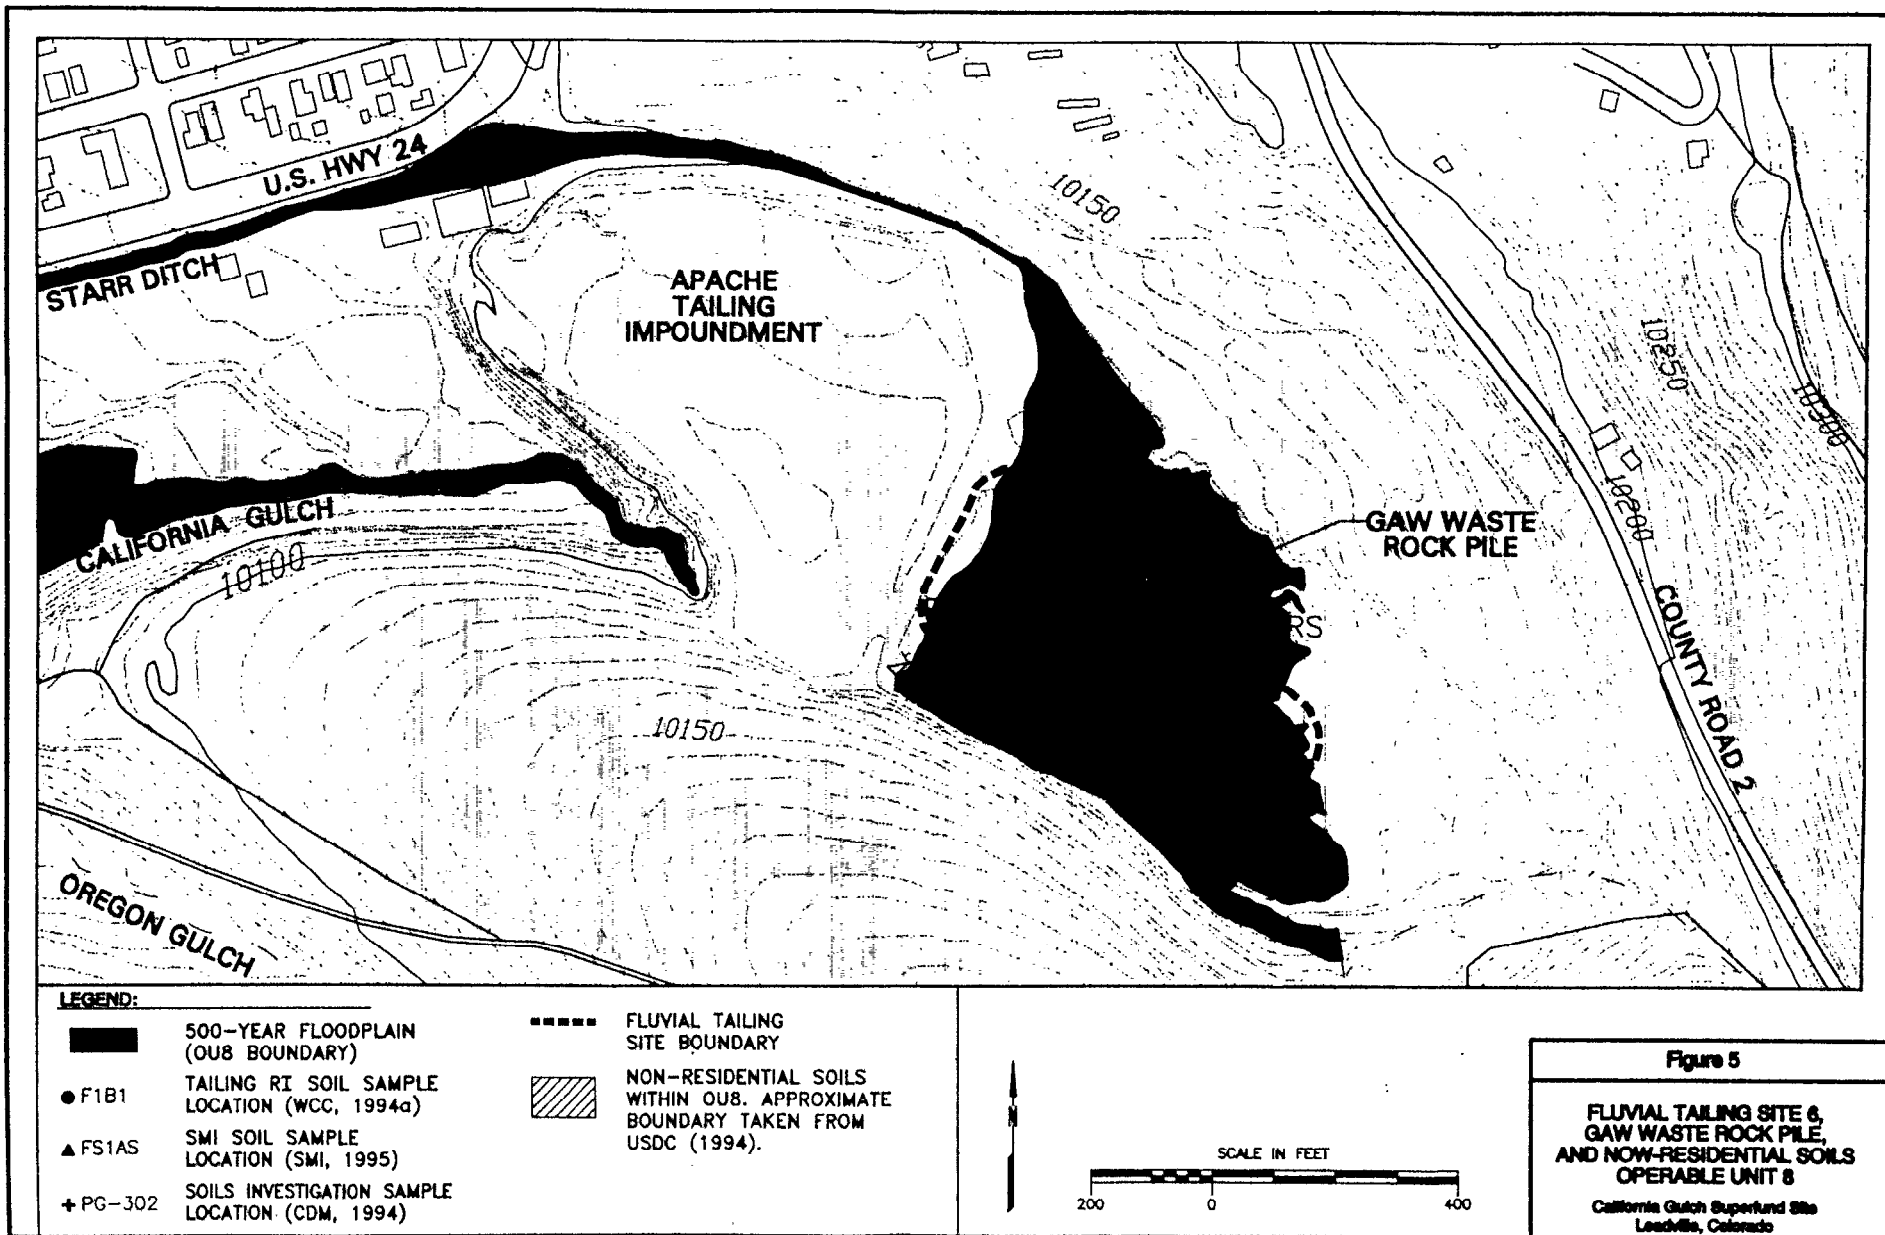 U.S. HWY 24
STARR DITCH
APACHE
TAILING
IMPOUNDMENT
10150
10250
10300
10200
GAW WASTE
ROCK PILE
RS
COUNTY ROAD 2
CALIFORNIA GULCH
10100
10150
OREGON GULCH
LEGEND:
500-YEAR FLOODPLAIN
(OU8 BOUNDARY)
F1B1
TAILING RI SOIL SAMPLE
LOCATION (WCC, 1994a)
FS1AS
SMI SOIL SAMPLE
LOCATION (SMI, 1995)
PG-302
SOILS INVESTIGATION SAMPLE
LOCATION (CDM, 1994)
FLUVIAL TAILING
SITE BOUNDARY
NON-RESIDENTIAL SOILS
WITHIN OU8. APPROXIMATE
BOUNDARY TAKEN FROM
USDC (1994).
N
SCALE IN FEET
200 0 400
Figure 5
FLUVIAL TAILING SITE 6,
GAW WASTE ROCK PILE,
AND NOW-RESIDENTIAL SOILS
OPERABLE UNIT 8
California Gulch Superfund Site
Leadville, Colorado